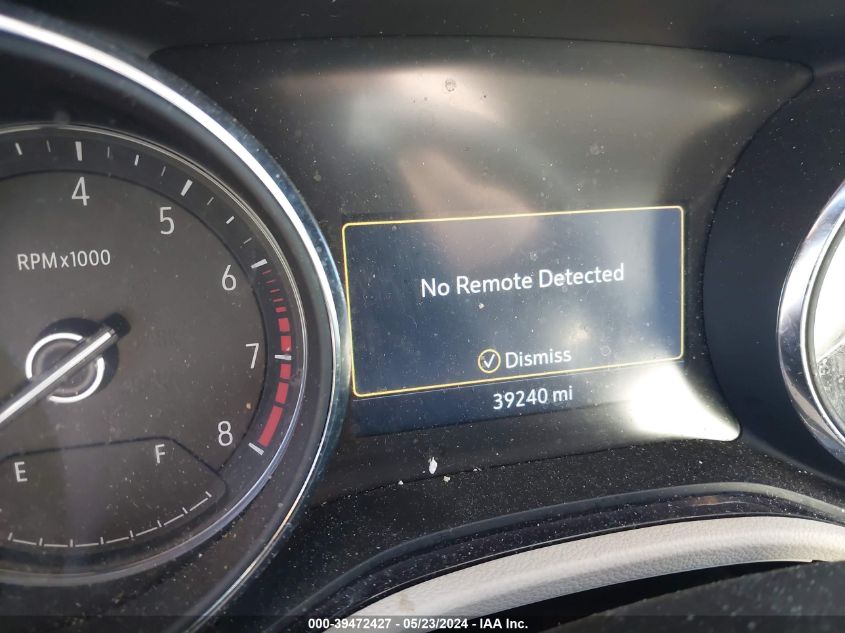 4
5
RPMx1000
6
7
8
E
F
No Remote Detected
Dismiss
39240 mi
000-39472427 - 05/23/2024 - IAA Inc.